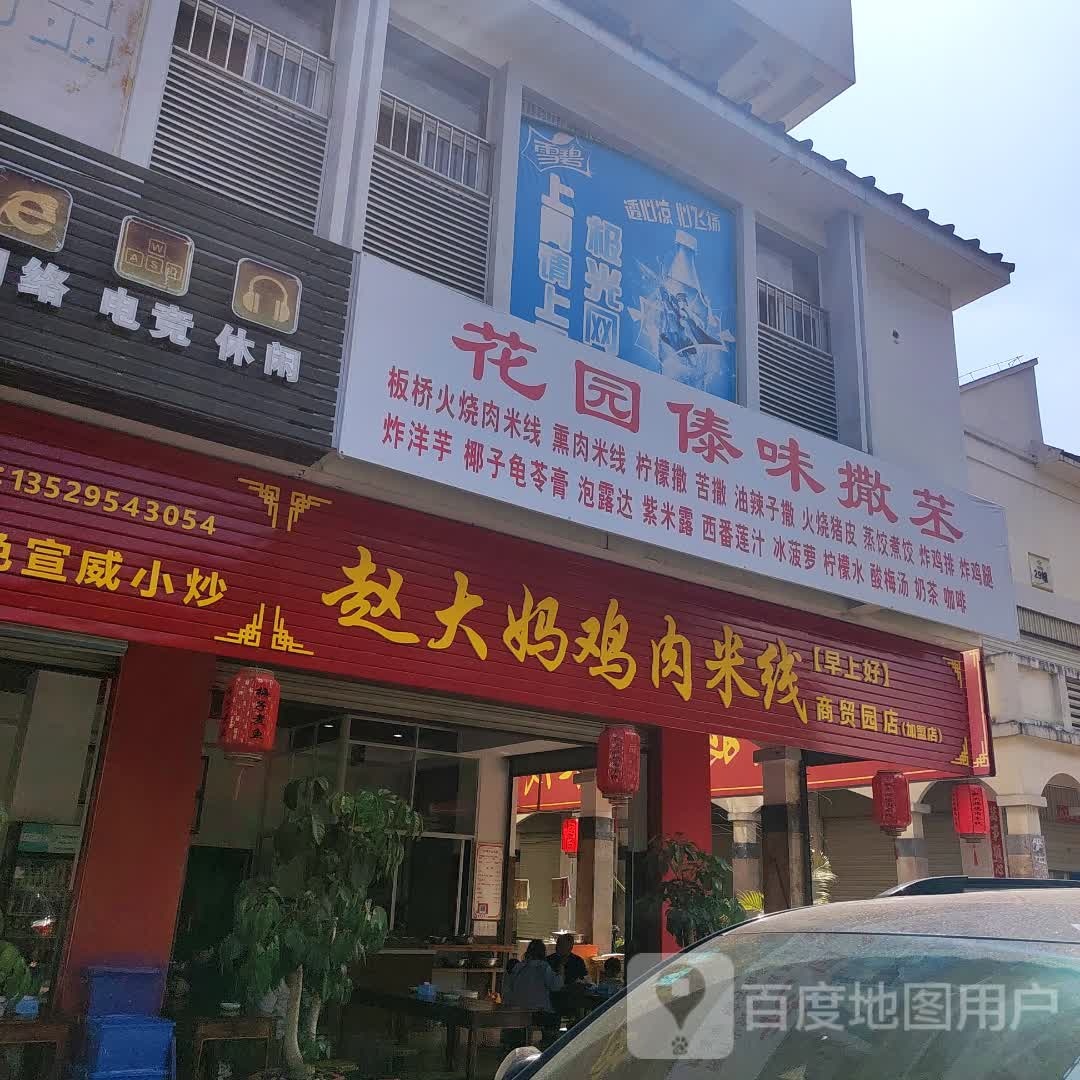 雪碧
透心凉 心飞扬
上网请上
极光网
W
ASD
络 电竞 休闲
花园傣味撒苤
板桥火烧肉米线 熏肉米线 柠檬撒 苦撒 油辣子撒 火烧猪皮 蒸饺煮饺 炸鸡排 炸鸡腿
炸洋芋 椰子龟苓膏 泡露达 紫米露 西番莲汁 冰菠萝 柠檬水 酸梅汤 奶茶 咖啡
13529543054
宣威小炒
赵大妈鸡肉米线
【早上好】
商贸园店(加盟店)
百度地图用户